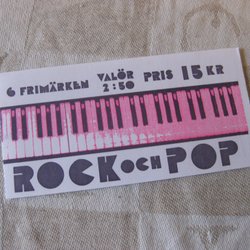 6 FRIMÄRKEN VALÖR 2:50 PRIS 15 KR
ROCK OCH POP